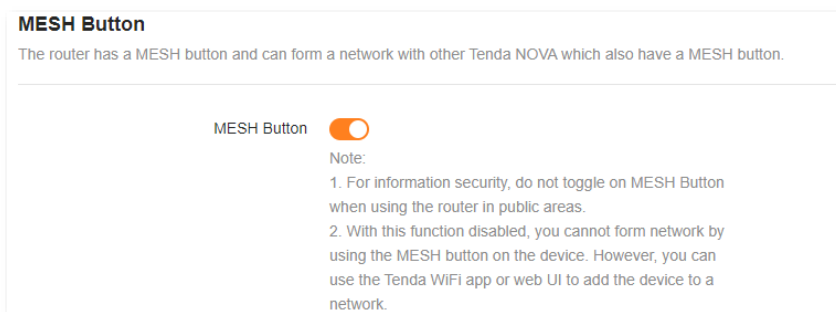 MESH Button
The router has a MESH button and can form a network with other Tenda NOVA which also have a MESH button.
MESH Button
Note:
1. For information security, do not toggle on MESH Button
when using the router in public areas.
2. With this function disabled, you cannot form network by
using the MESH button on the device. However, you can
use the Tenda WiFi app or web UI to add the device to a
network.